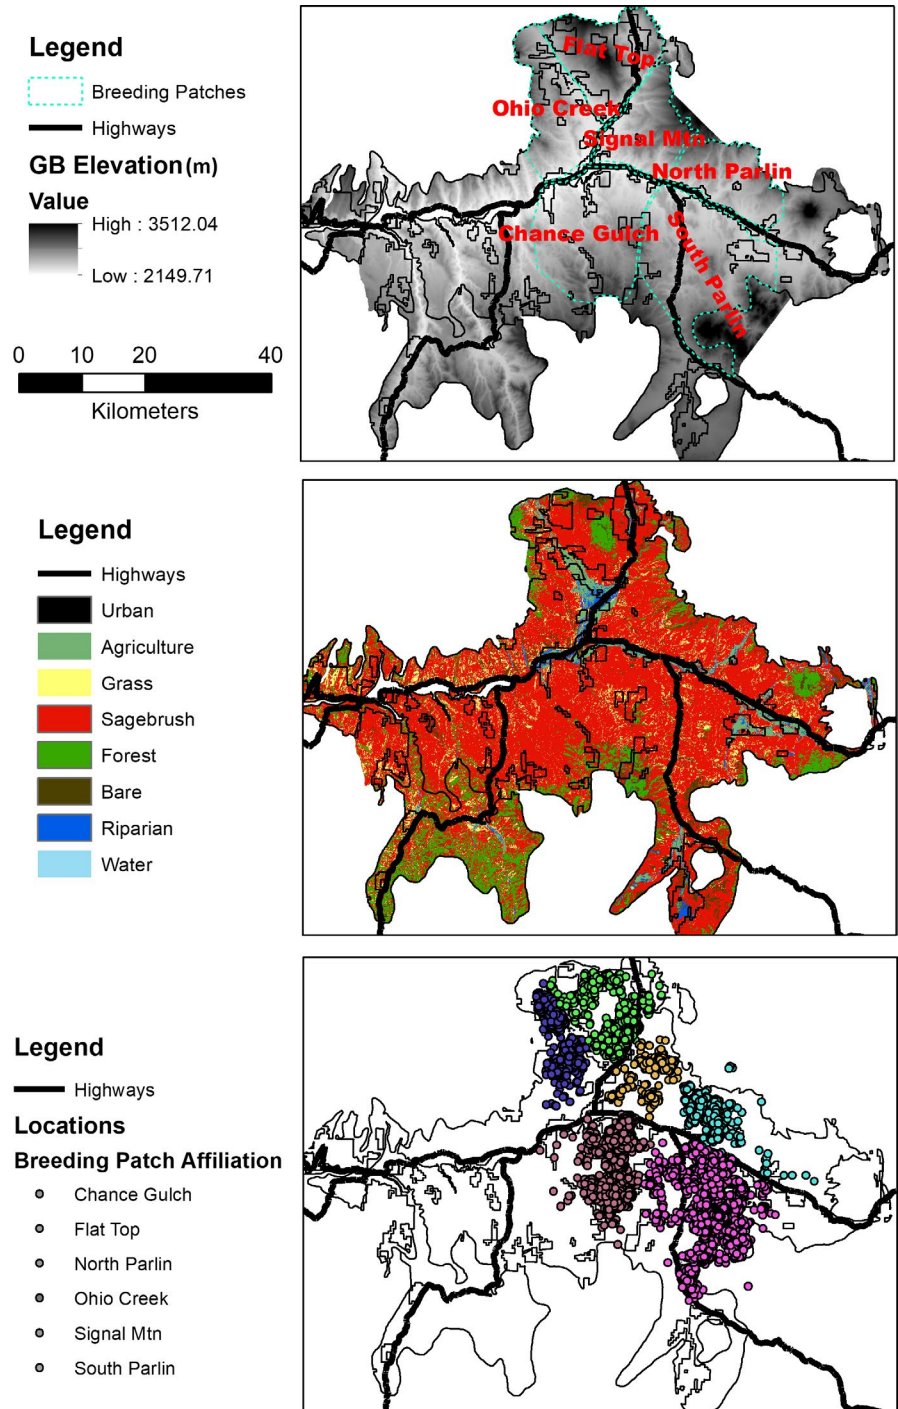 Legend
Breeding Patches
Highways
GB Elevation(m)
Value
High : 3512.04
Low : 2149.71
0 10 20 40
Kilometers
Flat Top
Ohio Creek
Signal Mtn
North Parlin
Chance Gulch
South Parlin
Legend
Highways
Urban
Agriculture
Grass
Sagebrush
Forest
Bare
Riparian
Water
Legend
Highways
Locations
Breeding Patch Affiliation
Chance Gulch
Flat Top
North Parlin
Ohio Creek
Signal Mtn
South Parlin